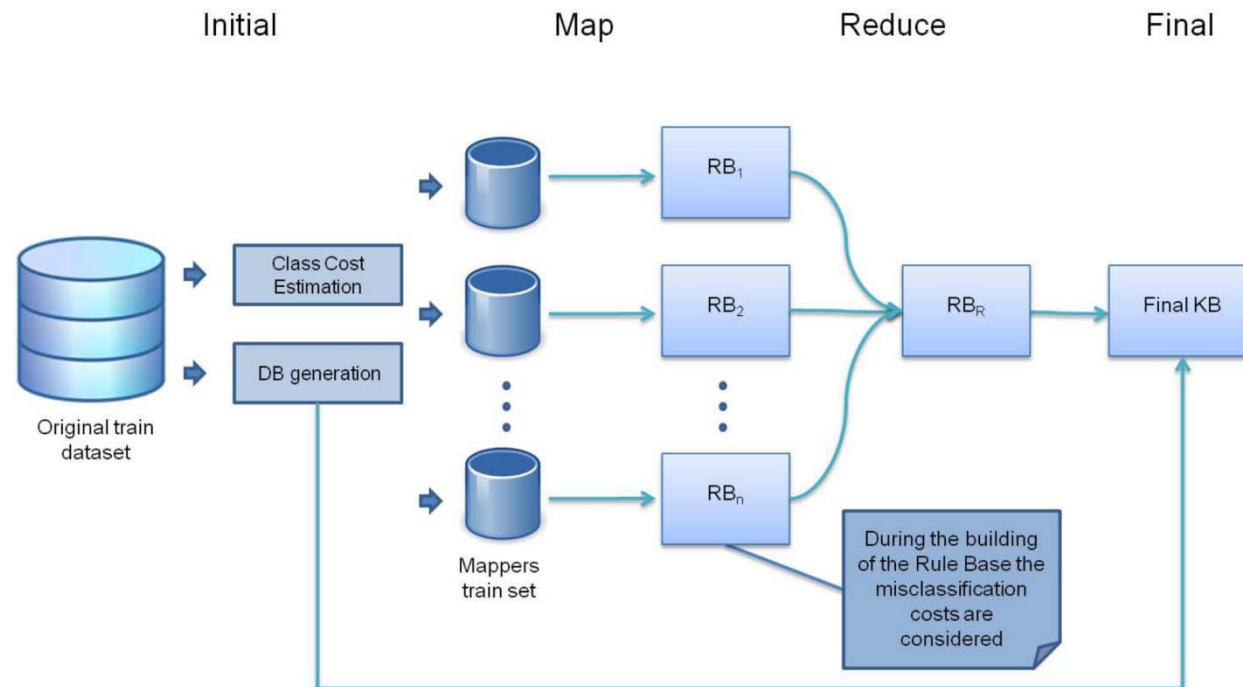 Initial
Map
Reduce
Final
RB₁
Class Cost
Estimation
RB₂
RBR
Final KB
DB generation
Original train
dataset
RBₙ
Mappers
train set
During the building
of the Rule Base the
misclassification
costs are
considered